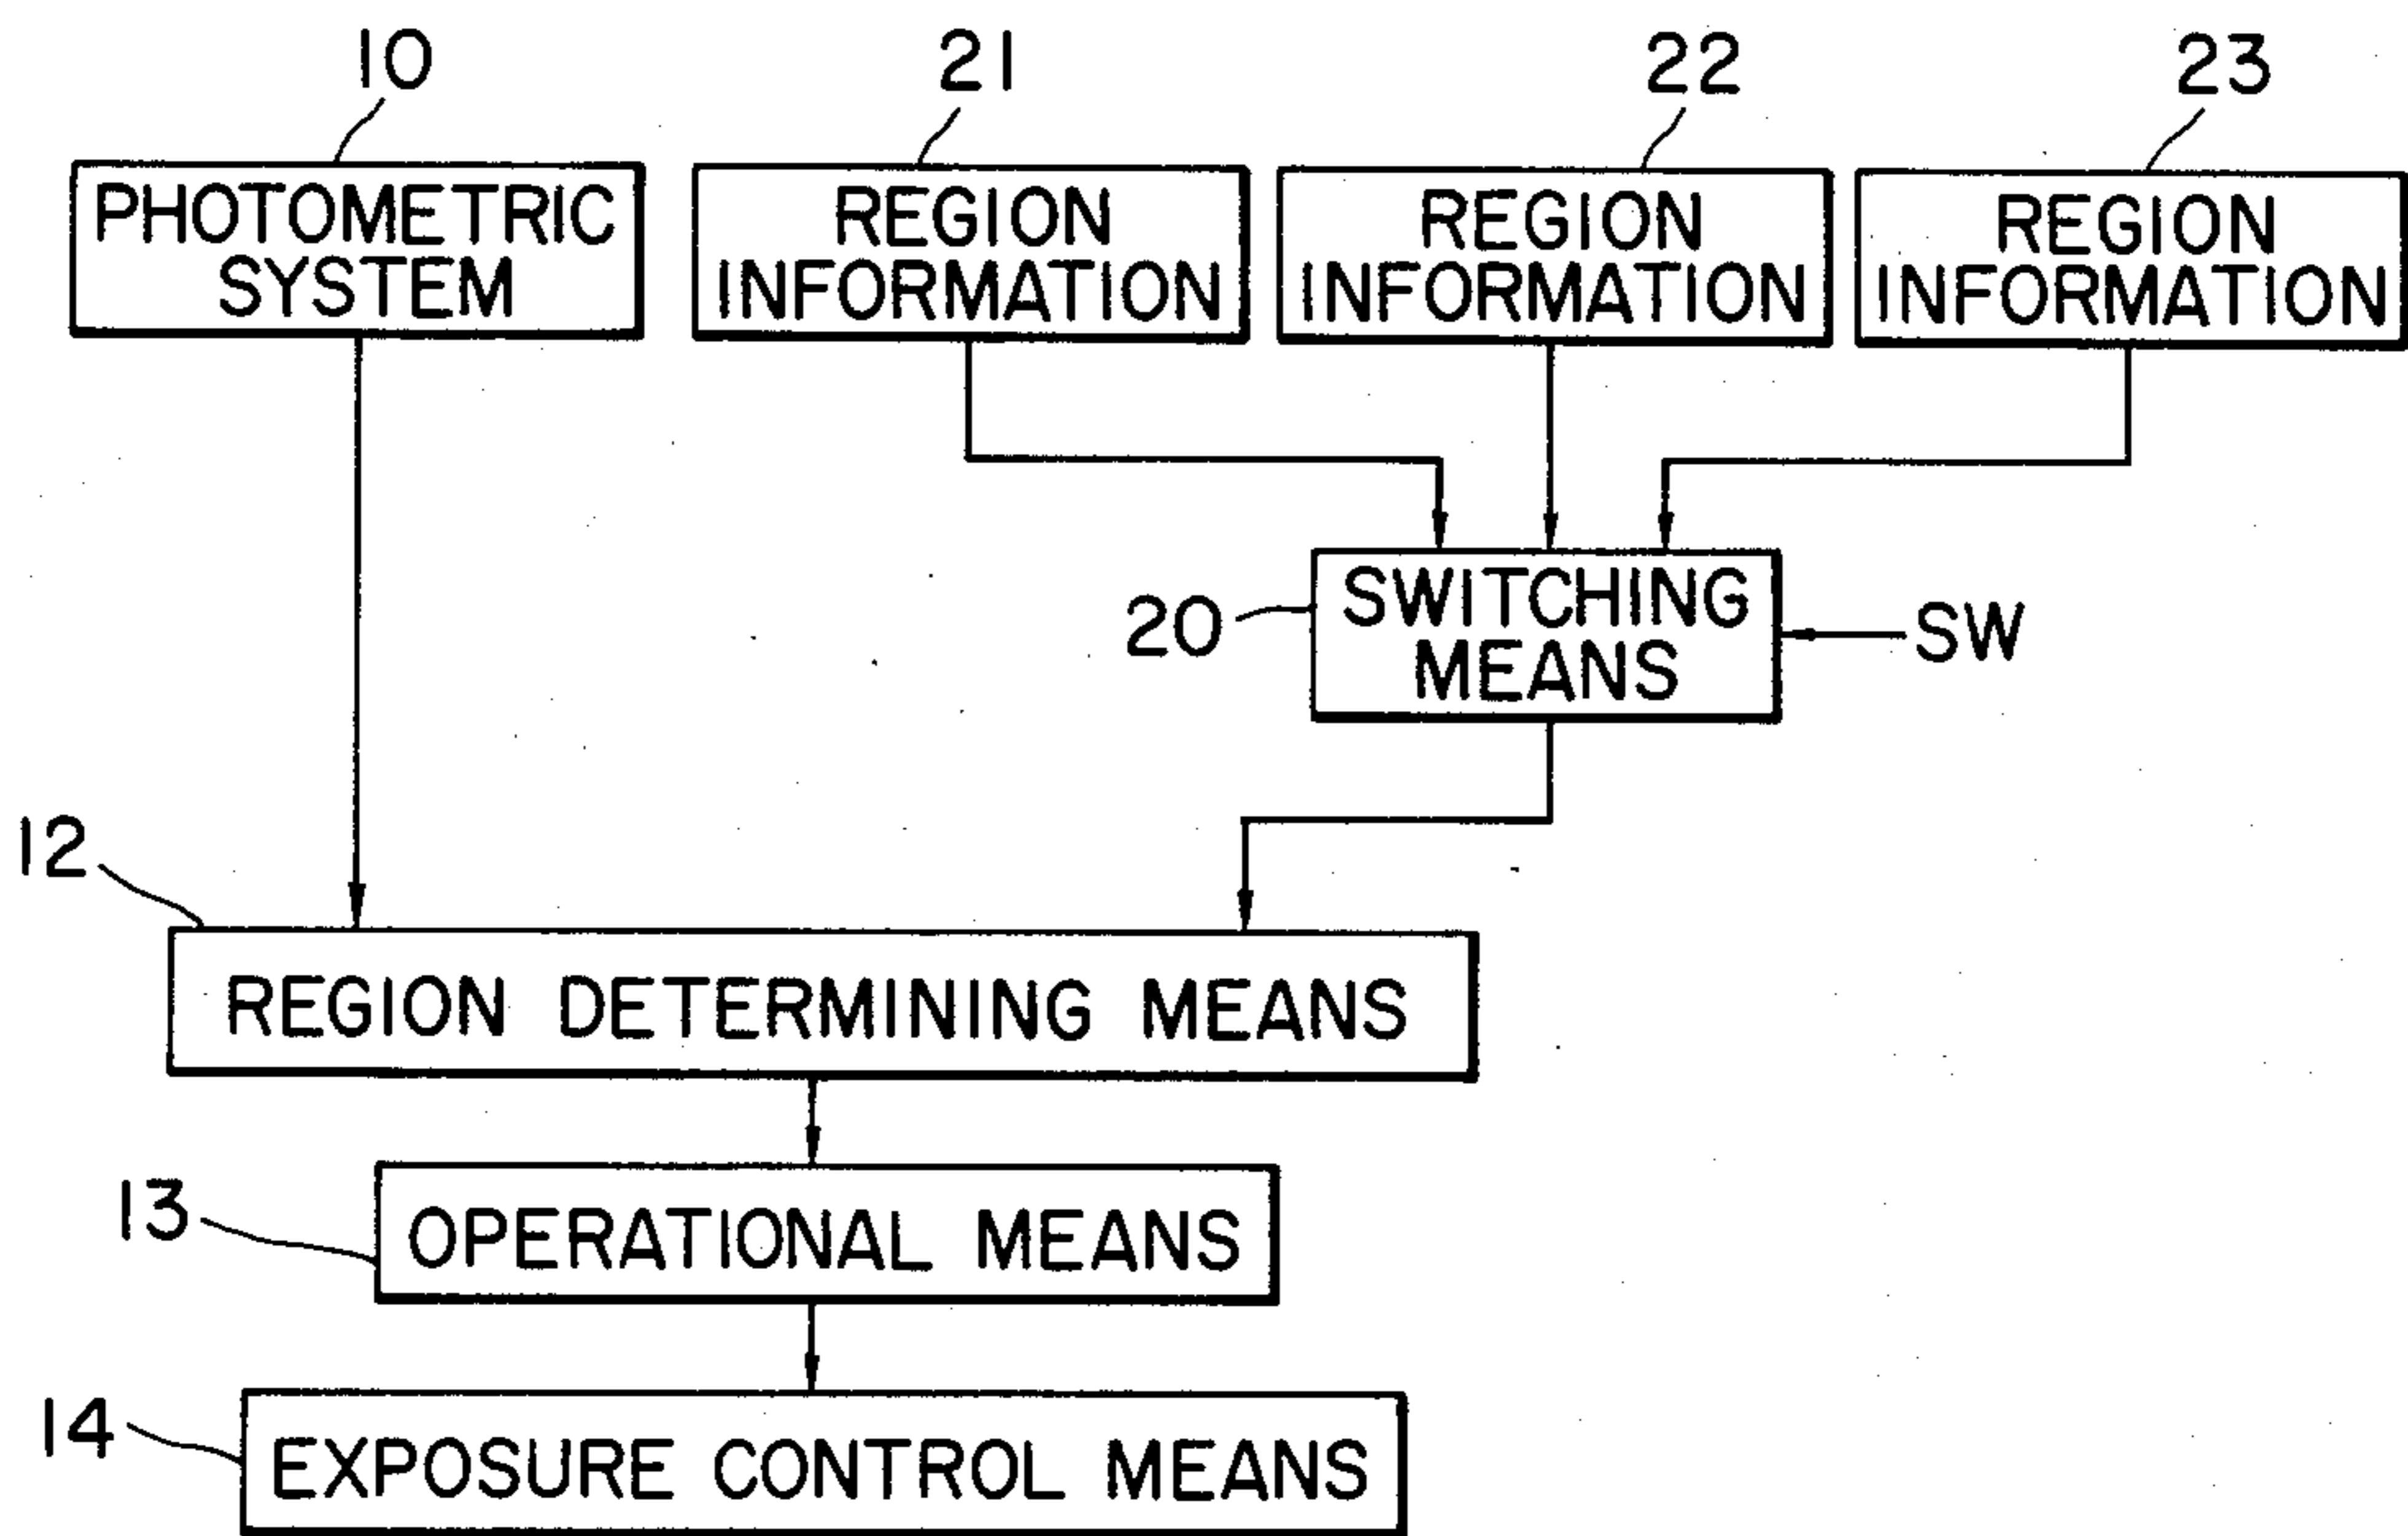 10
21
22
23
PHOTOMETRIC
SYSTEM
REGION
INFORMATION
REGION
INFORMATION
REGION
INFORMATION
20
SWITCHING
MEANS
SW
12
REGION DETERMINING MEANS
13
OPERATIONAL MEANS
14
EXPOSURE CONTROL MEANS